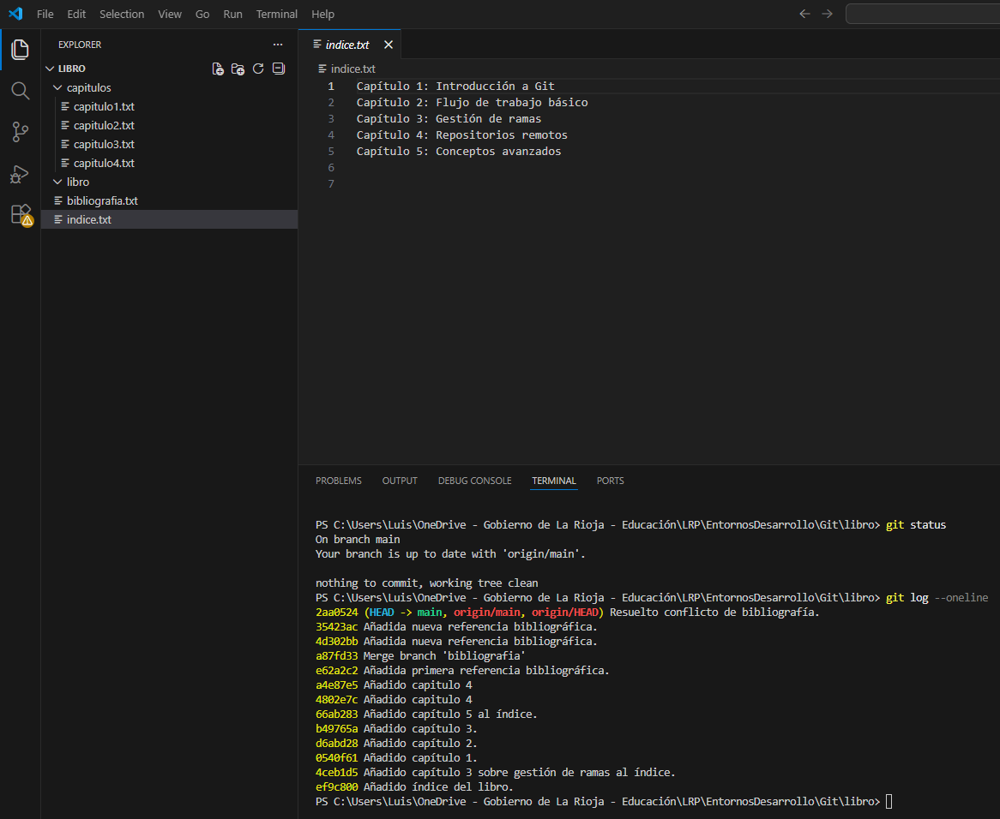 File Edit Selection View Go Run Terminal Help
EXPLORER
LIBRO
capitulos
capitulo1.txt
capitulo2.txt
capitulo3.txt
capitulo4.txt
libro
bibliografia.txt
indice.txt
indice.txt
indice.txt
1 Capítulo 1: Introducción a Git
2 Capítulo 2: Flujo de trabajo básico
3 Capítulo 3: Gestión de ramas
4 Capítulo 4: Repositorios remotos
5 Capítulo 5: Conceptos avanzados
6
7
PROBLEMS OUTPUT DEBUG CONSOLE TERMINAL PORTS
PS C:\Users\Luis\OneDrive - Gobierno de La Rioja - Educación\LRP\EntornosDesarrollo\Git\libro> git status
On branch main
Your branch is up to date with 'origin/main'.
nothing to commit, working tree clean
PS C:\Users\Luis\OneDrive - Gobierno de La Rioja - Educación\LRP\EntornosDesarrollo\Git\libro> git log --oneline
2aa0524 (HEAD -> main, origin/main, origin/HEAD) Resuelto conflicto de bibliografía.
35423ac Añadida nueva referencia bibliográfica.
4d302bb Añadida nueva referencia bibliográfica.
a87fd33 Merge branch 'bibliografia'
e62a2c2 Añadida primera referencia bibliográfica.
a4e87e5 Añadido capitulo 4
4802e7c Añadido capitulo 4
66ab283 Añadido capítulo 5 al índice.
b49765a Añadido capítulo 3.
d6abd28 Añadido capítulo 2.
0540f61 Añadido capítulo 1.
4ceb1d5 Añadido capítulo 3 sobre gestión de ramas al índice.
ef9c800 Añadido índice del libro.
PS C:\Users\Luis\OneDrive - Gobierno de La Rioja - Educación\LRP\EntornosDesarrollo\Git\libro>